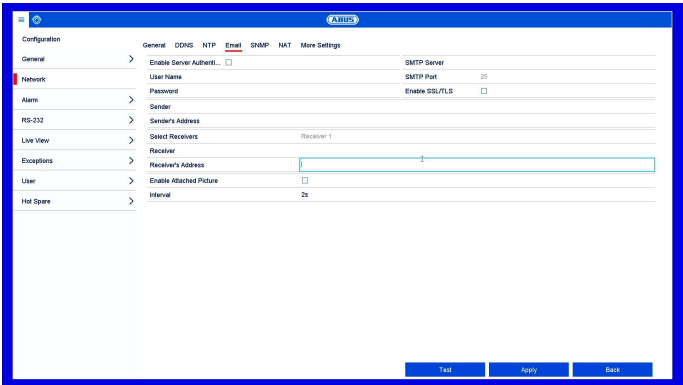 ABUS
Configuration
General DDNS NTP Email SNMP NAT More Settings
General
Network
Alarm
RS-232
Live View
Exceptions
User
Hot Spare
Enable Server Authenti... SMTP Server
User Name SMTP Port 25
Password Enable SSL/TLS
Sender
Sender's Address
Select Receivers Receiver 1
Receiver
Receiver's Address
Enable Attached Picture
Interval 2s
Test Apply Back